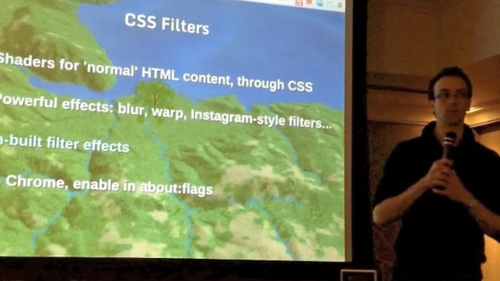 CSS Filters
Shaders for 'normal' HTML content, through CSS
Powerful effects: blur, warp, Instagram-style filters...
n-built filter effects
Chrome, enable in about:flags